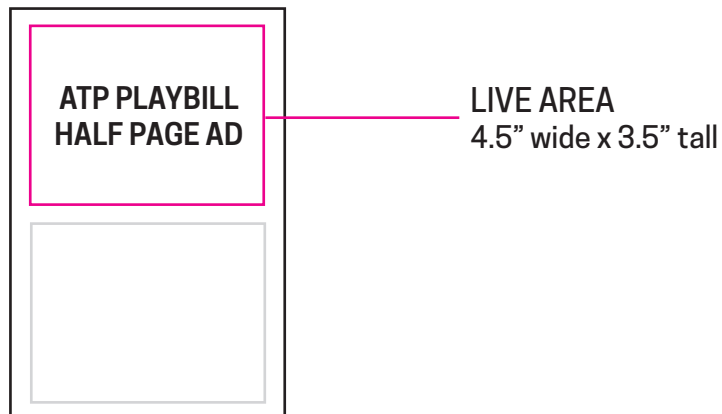 ATP PLAYBILL
HALF PAGE AD
LIVE AREA
4.5” wide x 3.5” tall